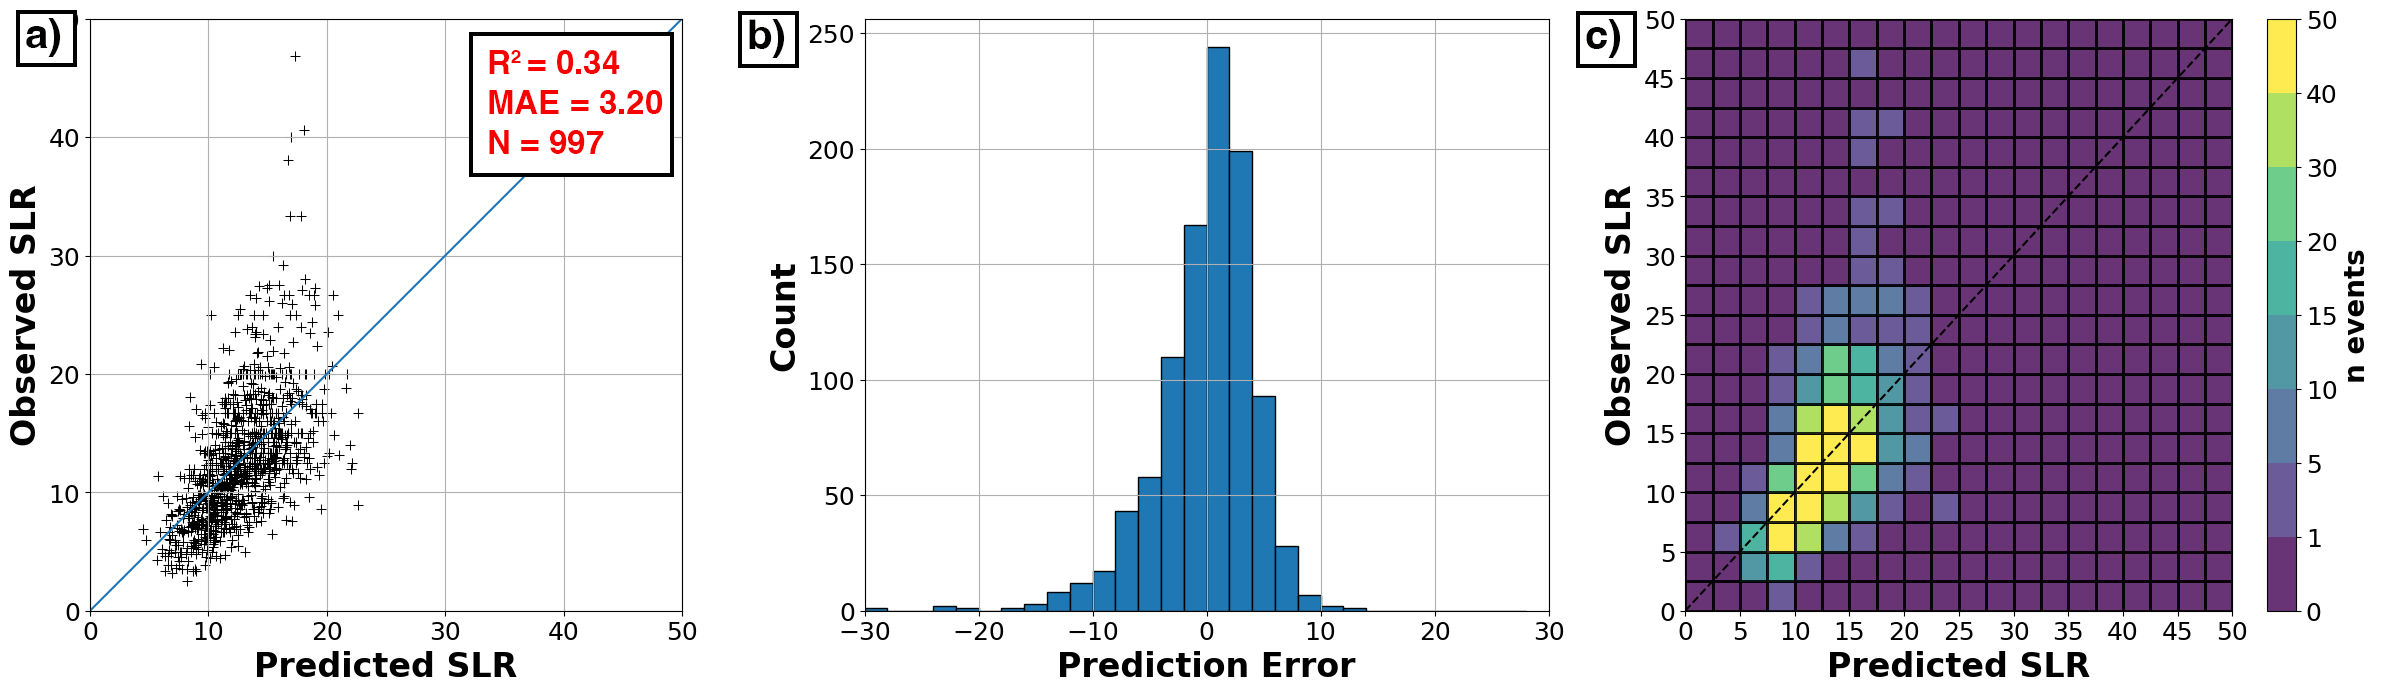 a)
R² = 0.34
MAE = 3.20
N = 997
Observed SLR
40
30
20
10
0
0 10 20 30 40 50
Predicted SLR
b)
Count
250
200
150
100
50
0
−30 −20 −10 0 10 20 30
Prediction Error
c)
Observed SLR
50
45
40
35
30
25
20
15
10
5
0
0 5 10 15 20 25 30 35 40 45 50
Predicted SLR
50
40
30
20
15
10
5
1
0
n events